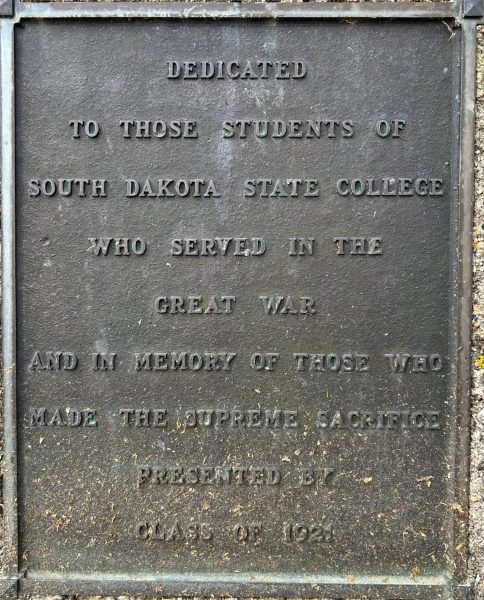 DEDICATED
TO THOSE STUDENTS OF
SOUTH DAKOTA STATE COLLEGE
WHO SERVED IN THE
GREAT WAR
AND IN MEMORY OF THOSE WHO
MADE THE SUPREME SACRIFICE
PRESENTED BY
CLASS OF 1921